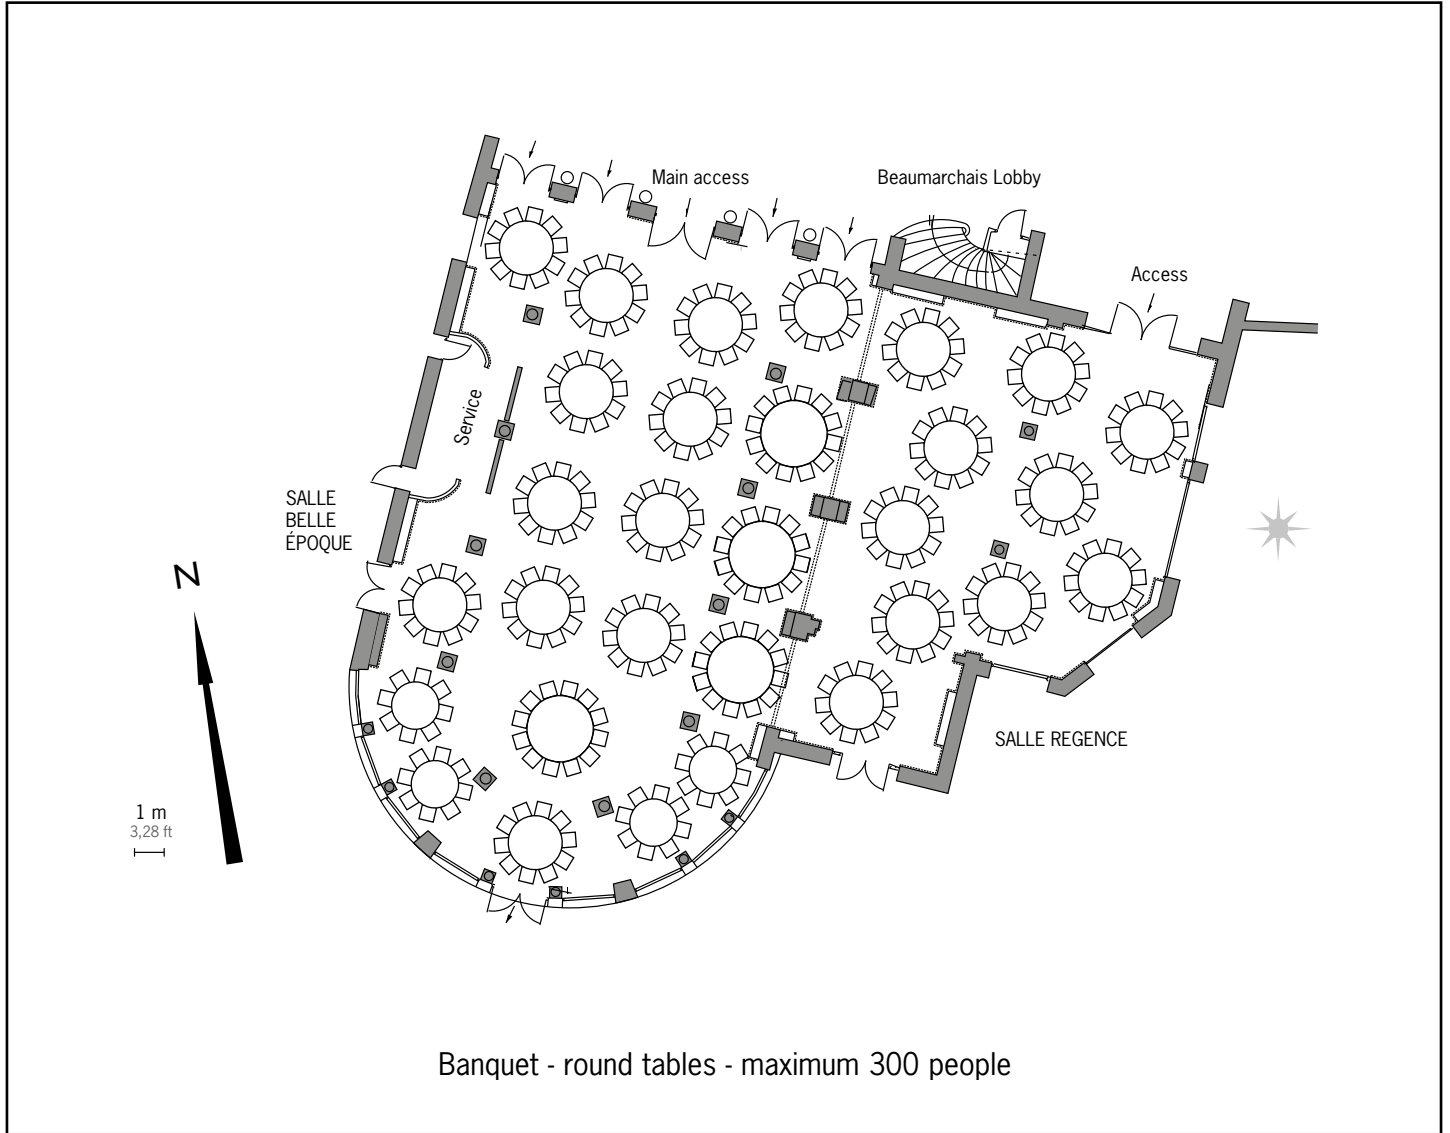 Main access
Beaumarchais Lobby
Access
Service
SALLE
BELLE
ÉPOQUE
N
SALLE REGENCE
1 m
3,28 ft
Banquet - round tables - maximum 300 people